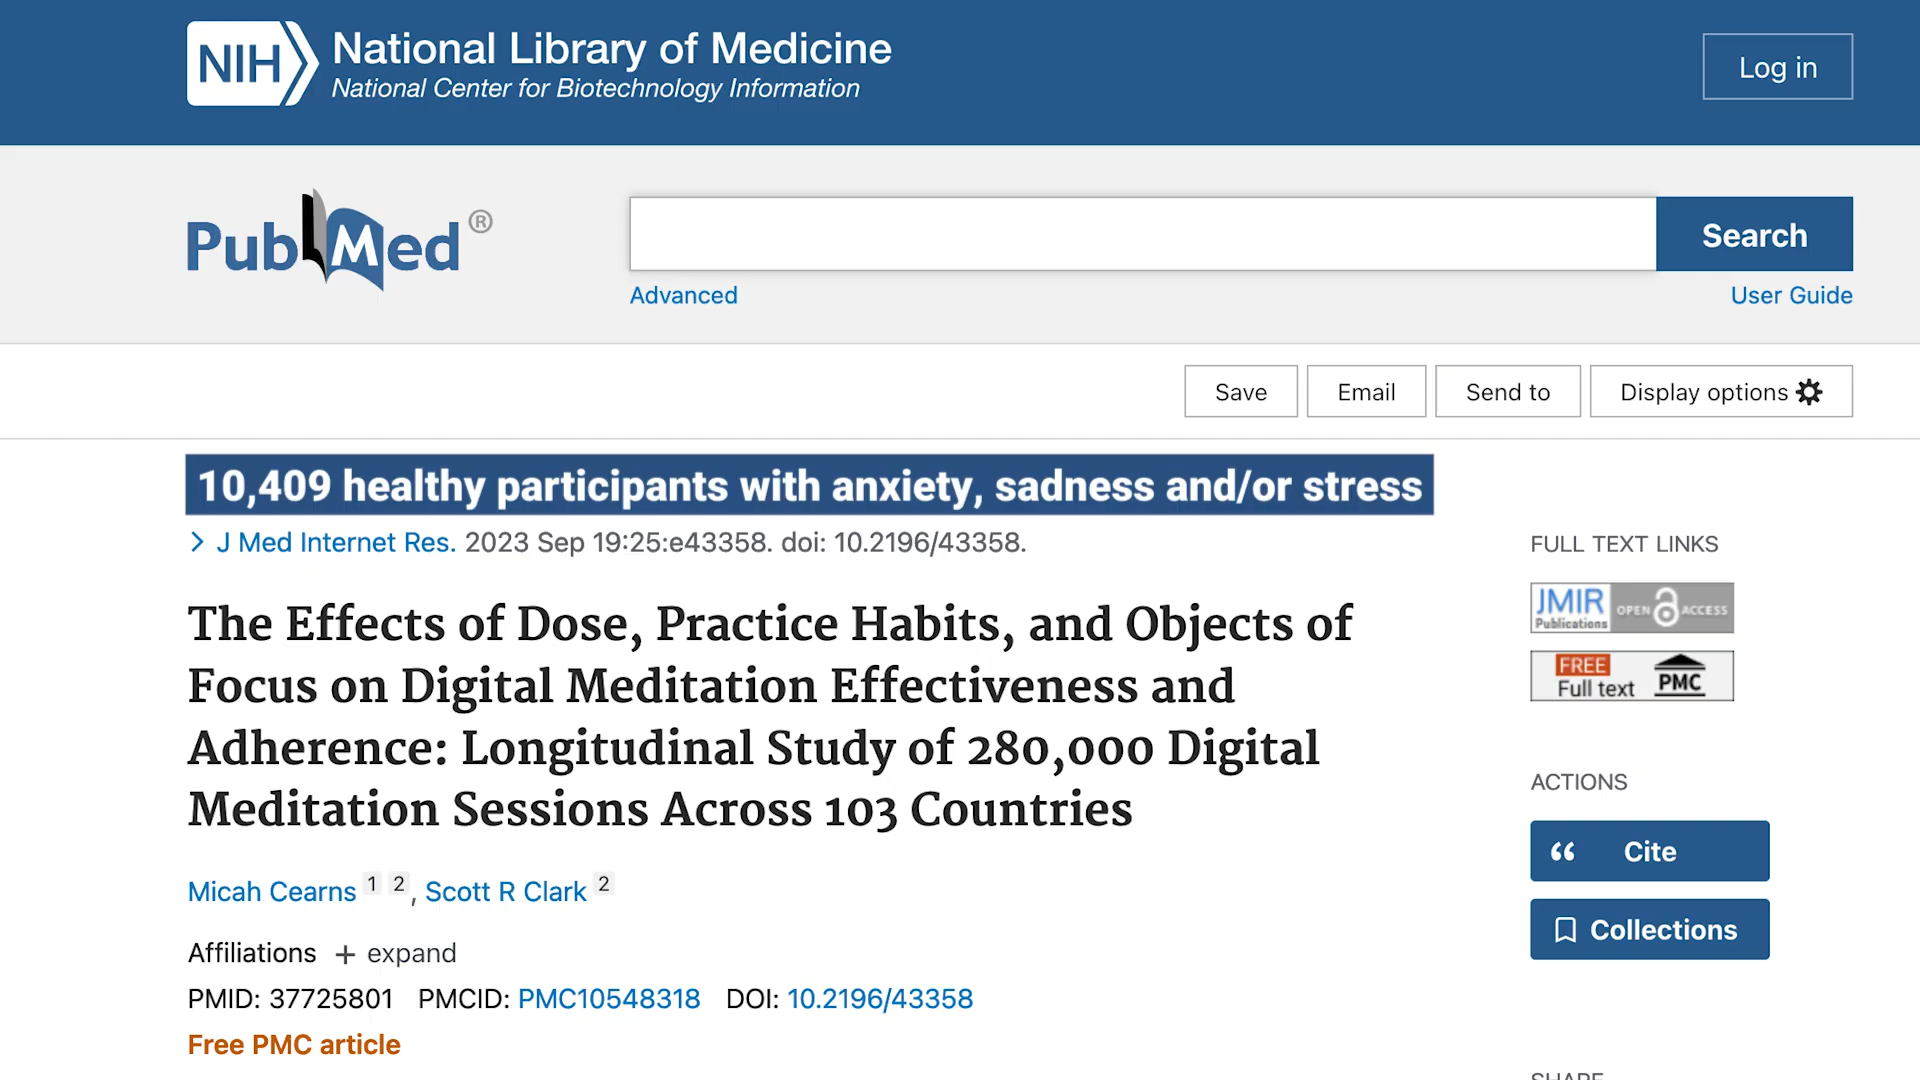 NIH National Library of Medicine
National Center for Biotechnology Information
Log in
PubMed®
Search
Advanced
User Guide
Save
Email
Send to
Display options
10,409 healthy participants with anxiety, sadness and/or stress
> J Med Internet Res. 2023 Sep 19:25:e43358. doi: 10.2196/43358.
The Effects of Dose, Practice Habits, and Objects of
Focus on Digital Meditation Effectiveness and
Adherence: Longitudinal Study of 280,000 Digital
Meditation Sessions Across 103 Countries
Micah Cearns 1 2, Scott R Clark 2
Affiliations + expand
PMID: 37725801 PMCID: PMC10548318 DOI: 10.2196/43358
Free PMC article
FULL TEXT LINKS
JMIR Publications OPEN ACCESS
FREE Full text PMC
ACTIONS
Cite
Collections
SHARE